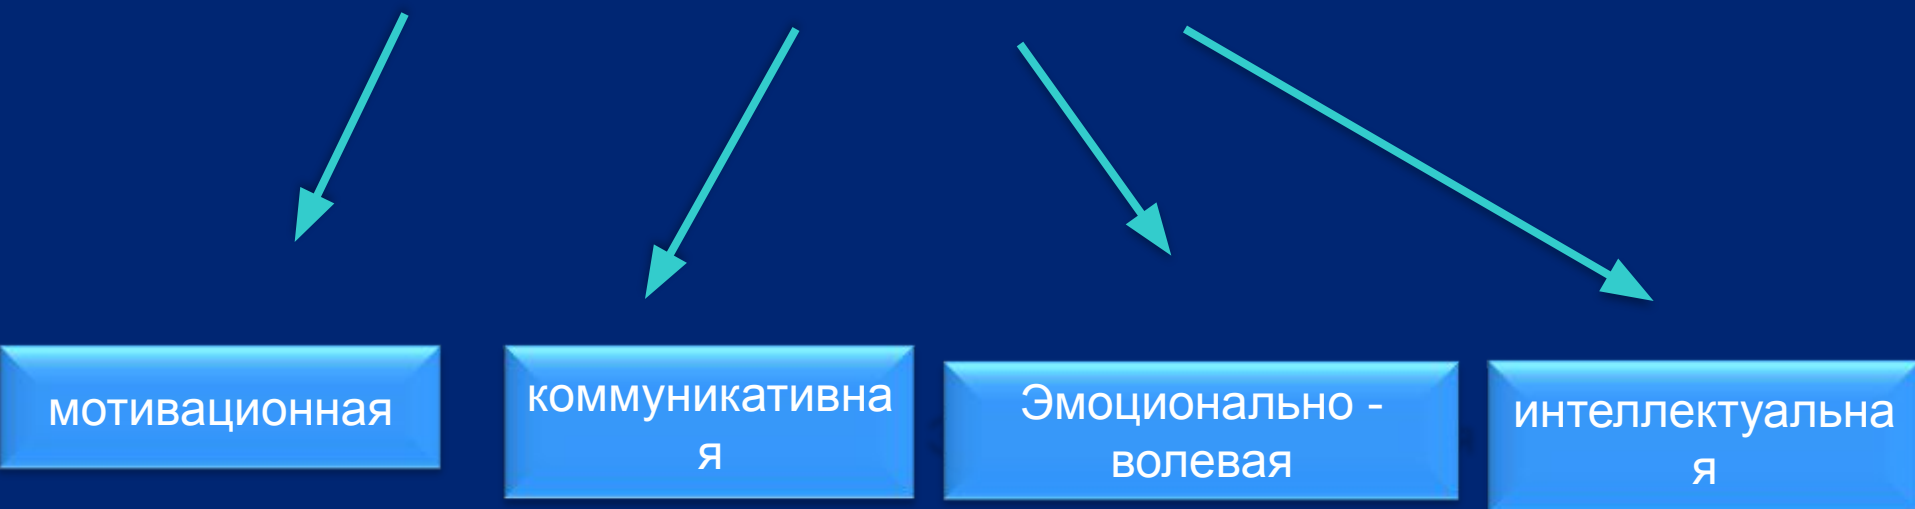 мотивационная
коммуникативна
я
Эмоционально -
волевая
интеллектуальна
я